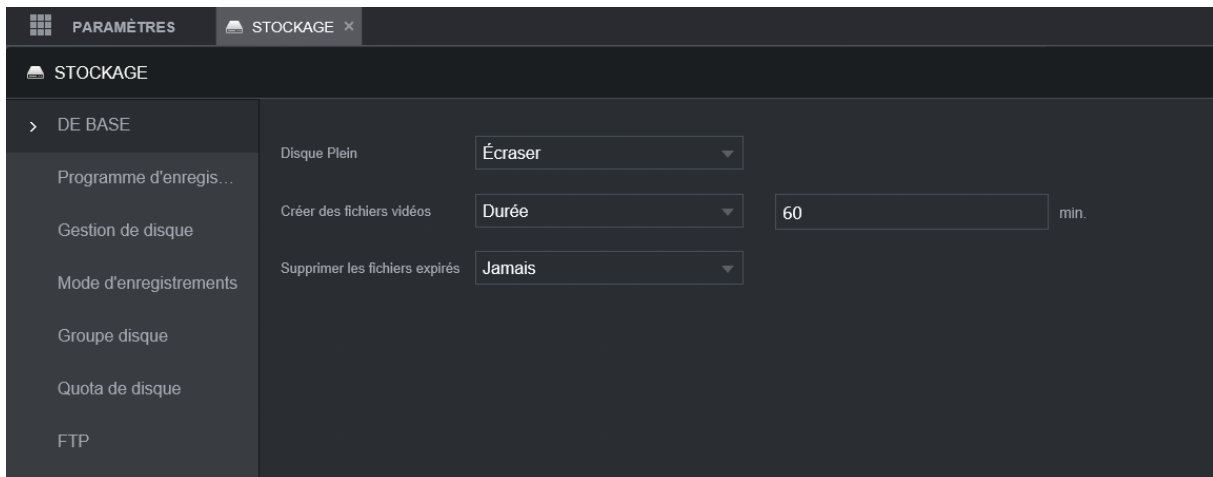 PARAMÈTRES
STOCKAGE ×
STOCKAGE
DE BASE
Programme d'enregis...
Gestion de disque
Mode d'enregistrements
Groupe disque
Quota de disque
FTP
Disque Plein Écraser
Créer des fichiers vidéos Durée 60 min.
Supprimer les fichiers expirés Jamais